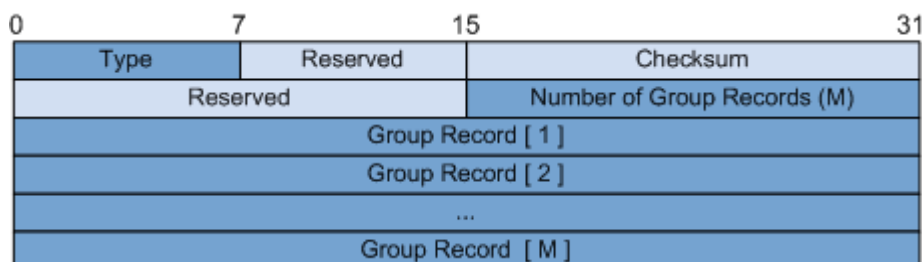 0 7 15 31
Type Reserved Checksum
Reserved Number of Group Records (M)
Group Record [ 1 ]
Group Record [ 2 ]
...
Group Record [ M ]